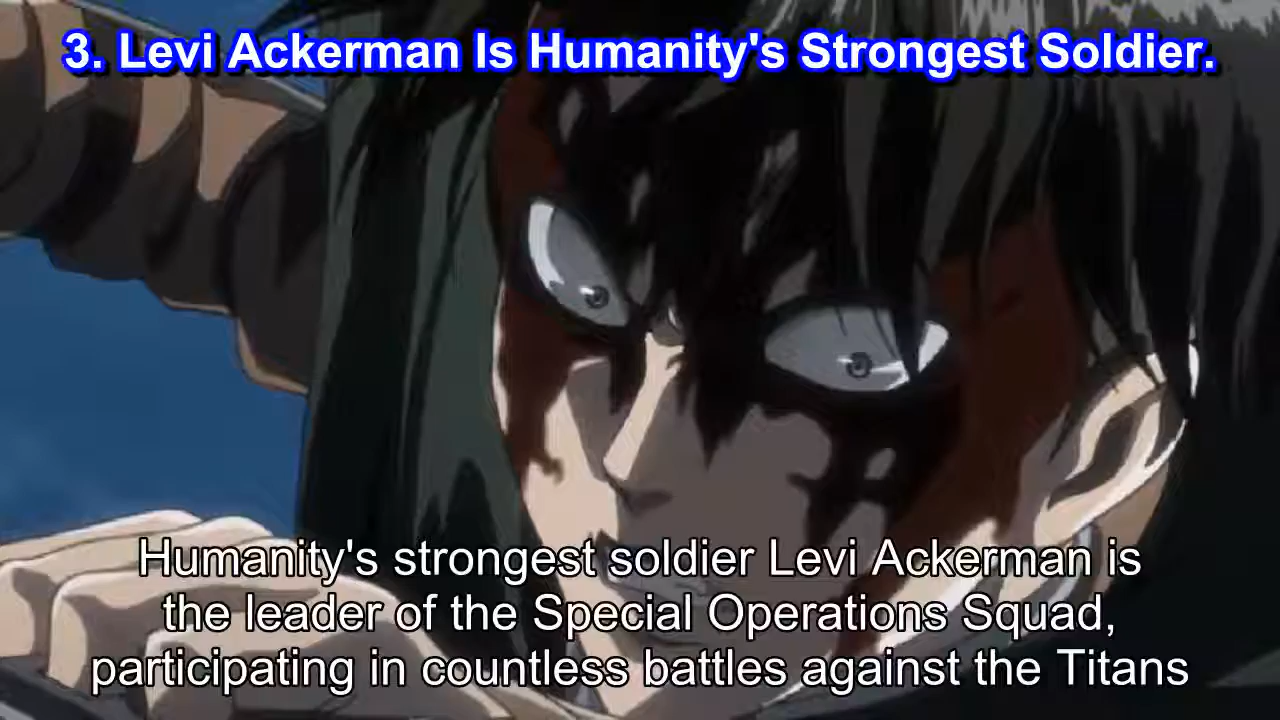 3. Levi Ackerman Is Humanity's Strongest Soldier.
Humanity's strongest soldier Levi Ackerman is
the leader of the Special Operations Squad,
participating in countless battles against the Titans